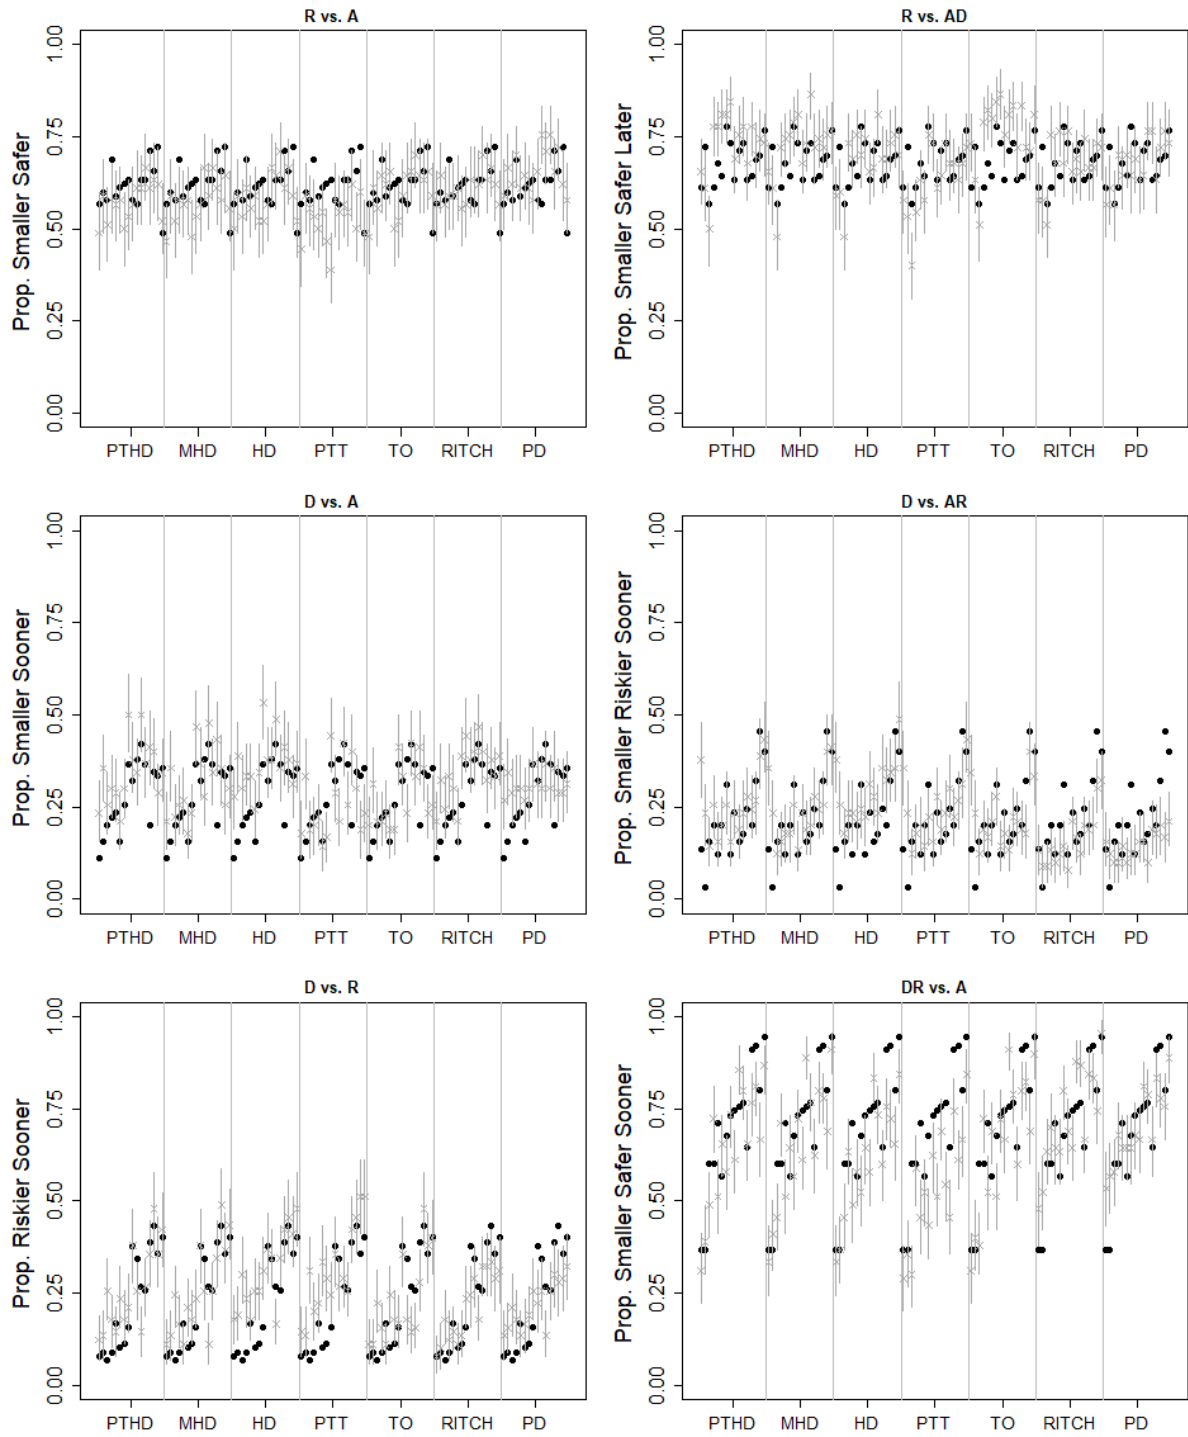 R vs. A
Prop. Smaller Safer
1.00
0.75
0.50
0.25
0.00
PTHD MHD HD PTT TO RITCH PD
R vs. AD
Prop. Smaller Safer Later
1.00
0.75
0.50
0.25
0.00
PTHD MHD HD PTT TO RITCH PD
D vs. A
Prop. Smaller Sooner
1.00
0.75
0.50
0.25
0.00
PTHD MHD HD PTT TO RITCH PD
D vs. AR
Prop. Smaller Riskier Sooner
1.00
0.75
0.50
0.25
0.00
PTHD MHD HD PTT TO RITCH PD
D vs. R
Prop. Riskier Sooner
1.00
0.75
0.50
0.25
0.00
PTHD MHD HD PTT TO RITCH PD
DR vs. A
Prop. Smaller Safer Sooner
1.00
0.75
0.50
0.25
0.00
PTHD MHD HD PTT TO RITCH PD